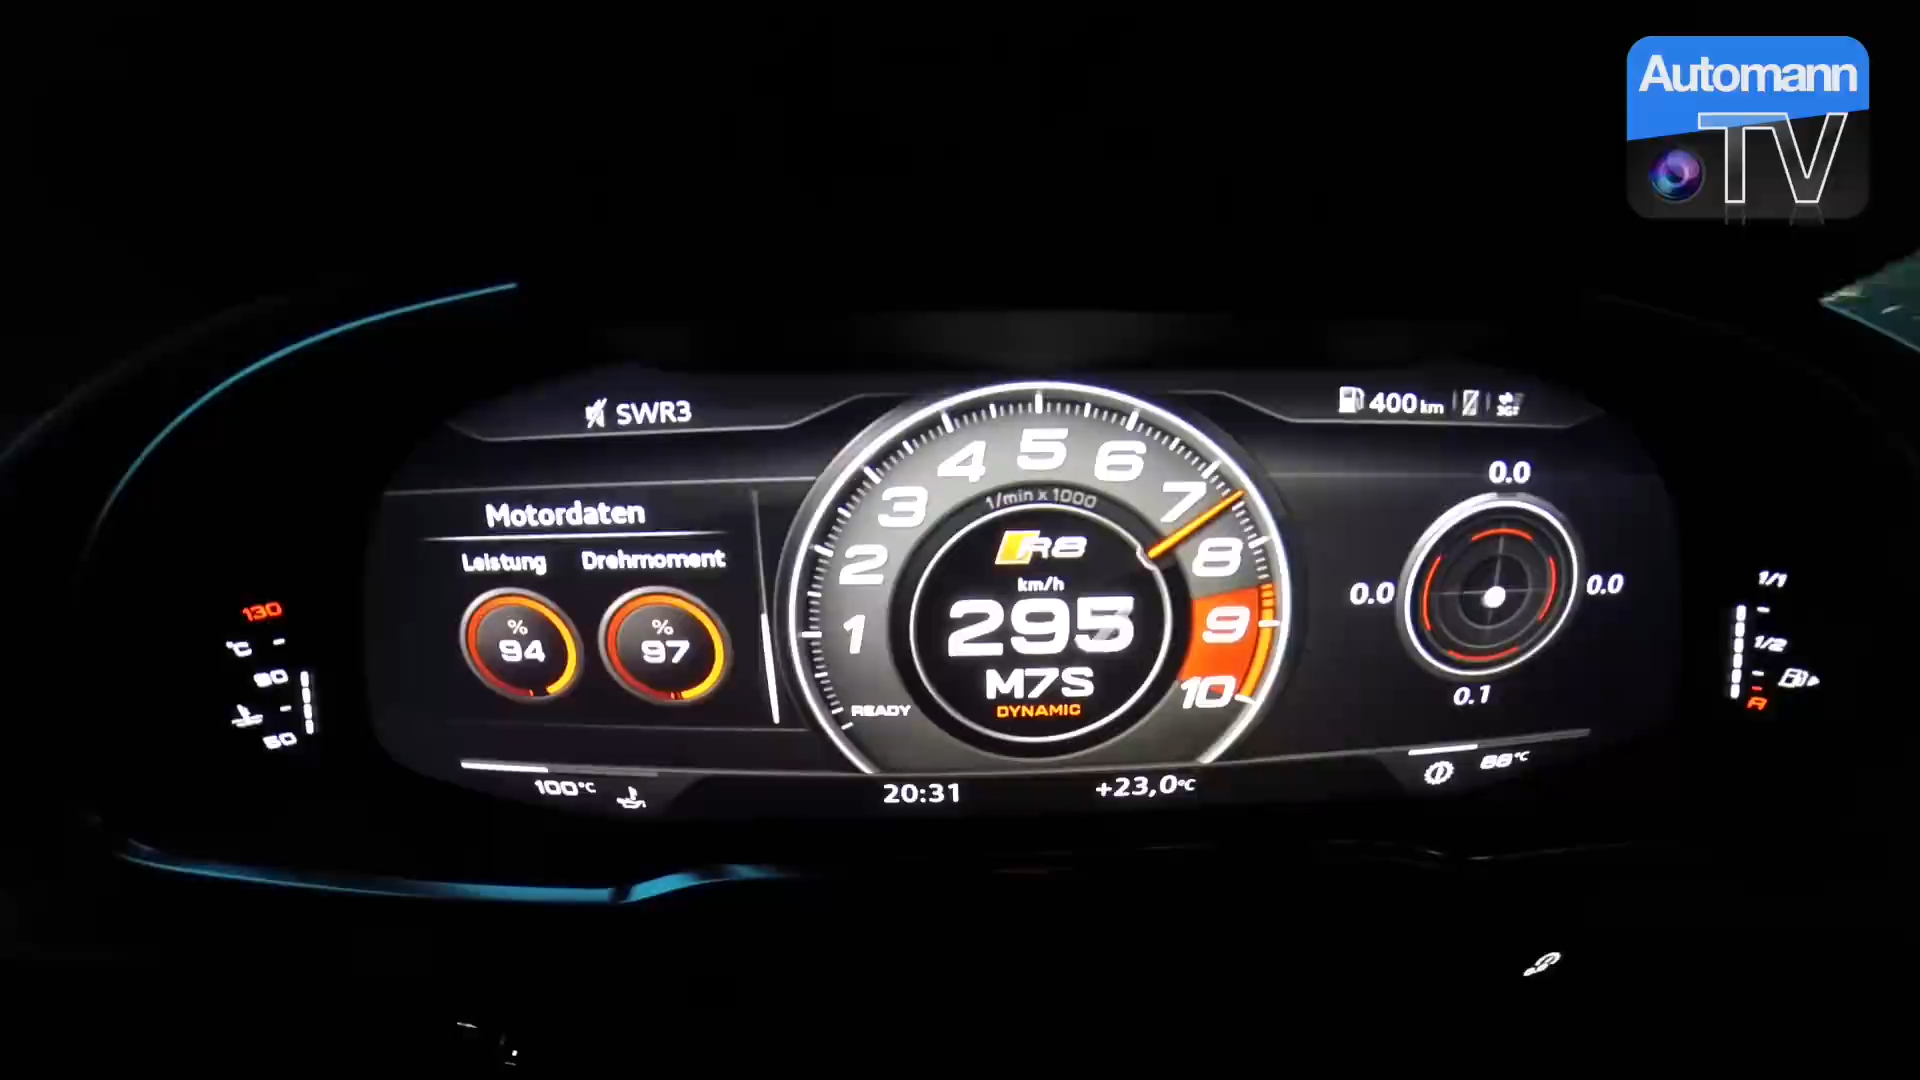 Automann
TV
SWR3
400 km
3GT
Motordaten
Leistung Drehmoment
% 94
% 97
1 2 3 4 5 6 7 8 9 10
1/min x 1000
R8
km/h
295
M7S
DYNAMIC
READY
0.0
0.0 0.0
0.1
130
°C
50
1/1
1/2
R
100°C
20:31
+23,0°C